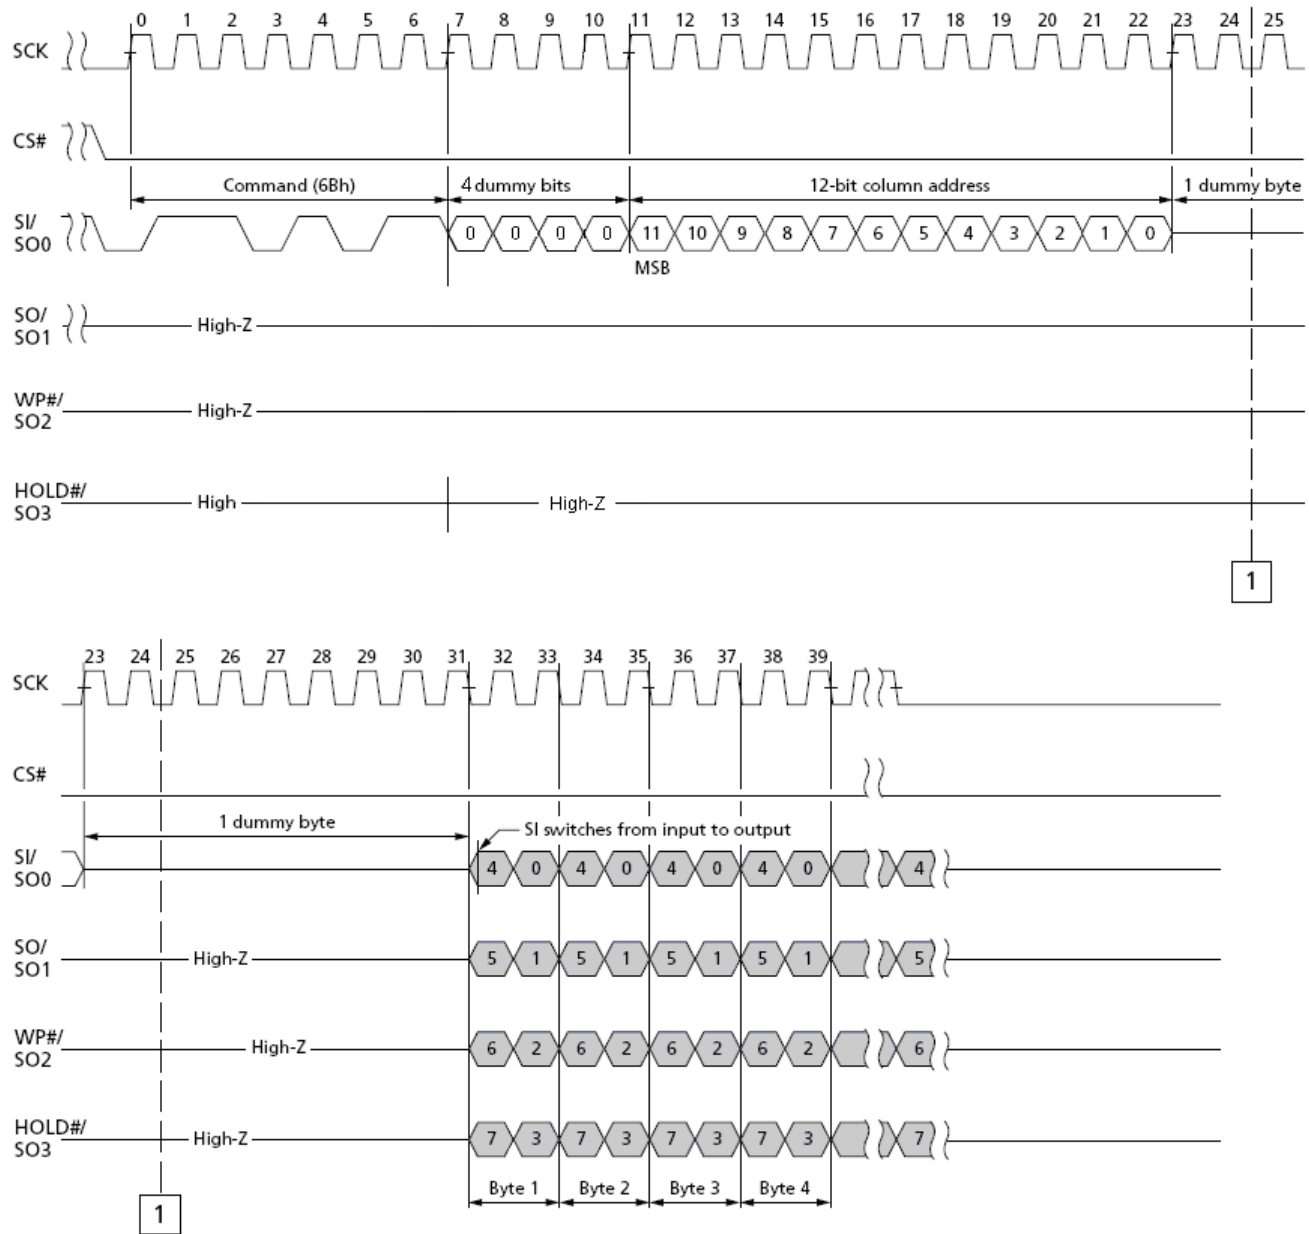 0 1 2 3 4 5 6 7 8 9 10 11 12 13 14 15 16 17 18 19 20 21 22 23 24 25
SCK
CS#
Command (6Bh) 4 dummy bits 12-bit column address 1 dummy byte
SI/
SO0
0 0 0 0 11 10 9 8 7 6 5 4 3 2 1 0
MSB
SO/
SO1
High-Z
WP#/
SO2
High-Z
HOLD#/
SO3
High High-Z
1
23 24 25 26 27 28 29 30 31 32 33 34 35 36 37 38 39
SCK
CS#
1 dummy byte
SI switches from input to output
SI/
SO0
4 0 4 0 4 0 4 0 4
SO/
SO1
High-Z 5 1 5 1 5 1 5 1 5
WP#/
SO2
High-Z 6 2 6 2 6 2 6 2 6
HOLD#/
SO3
High-Z 7 3 7 3 7 3 7 3 7
Byte 1 Byte 2 Byte 3 Byte 4
1